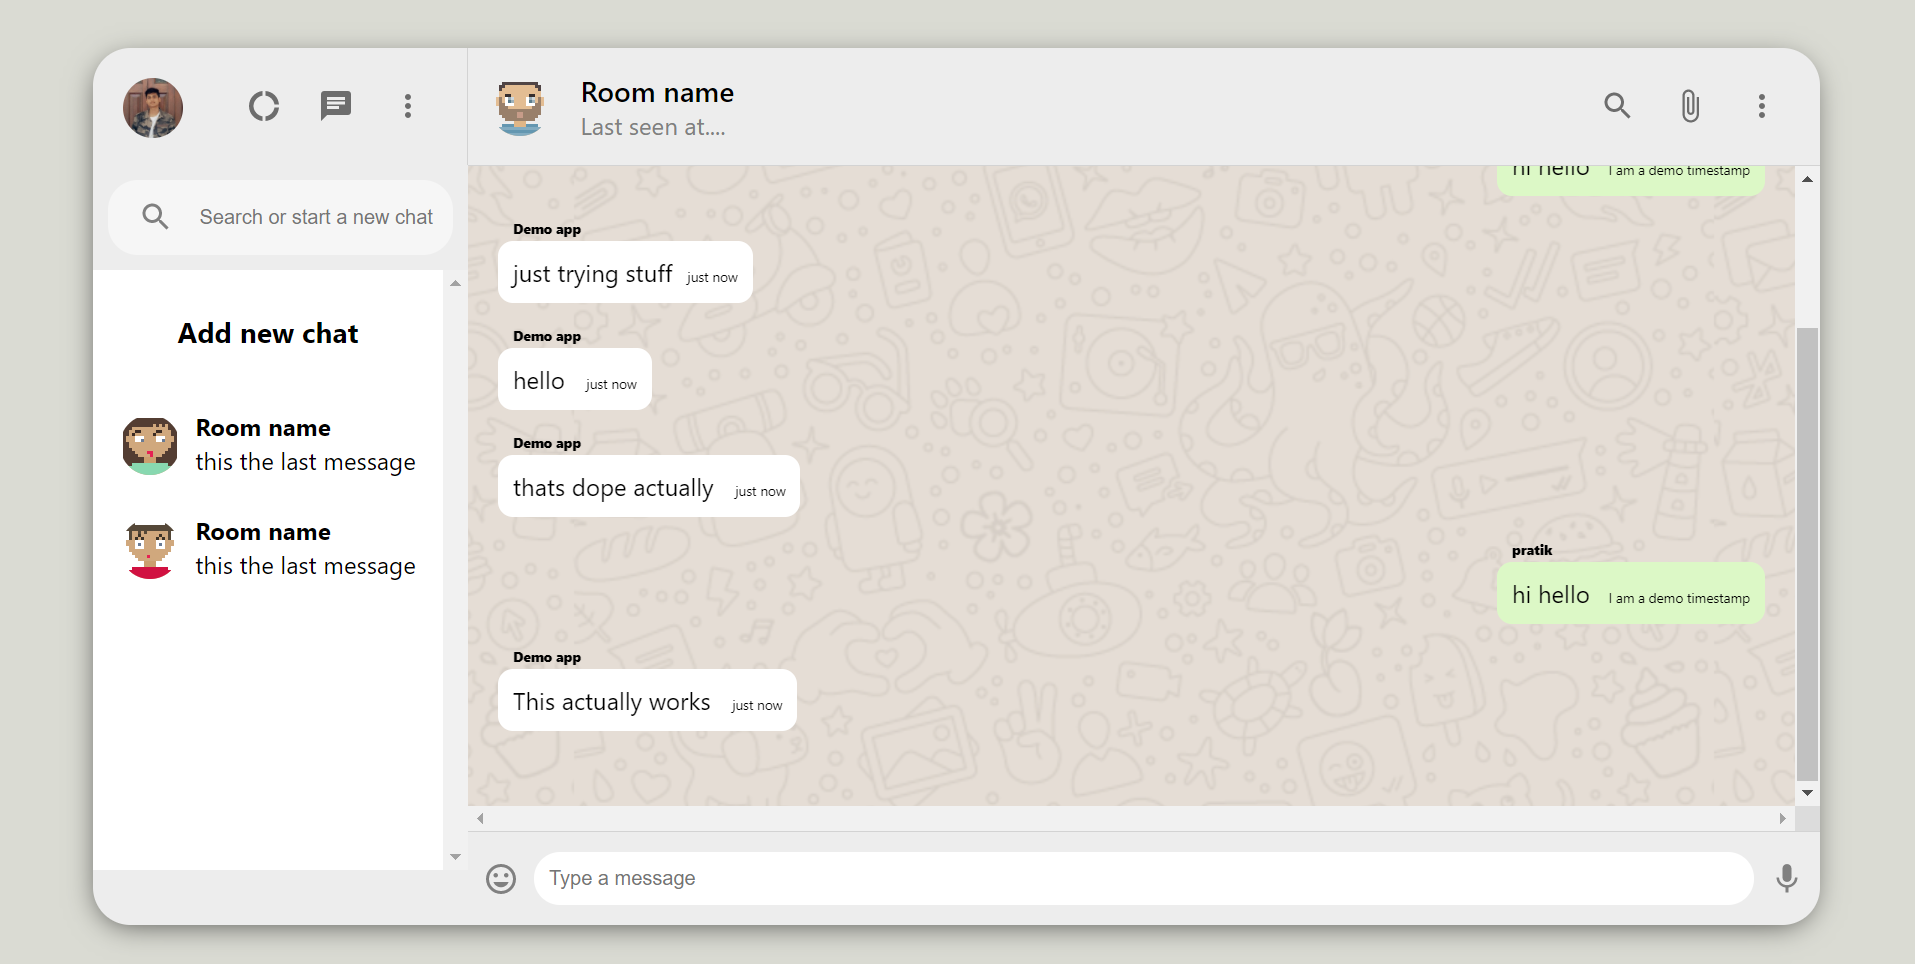 Search or start a new chat
Add new chat
Room name
this the last message
Room name
this the last message
Room name
Last seen at....
hi hello I am a demo timestamp
Demo app
just trying stuff just now
Demo app
hello just now
Demo app
thats dope actually just now
pratik
hi hello I am a demo timestamp
Demo app
This actually works just now
Type a message